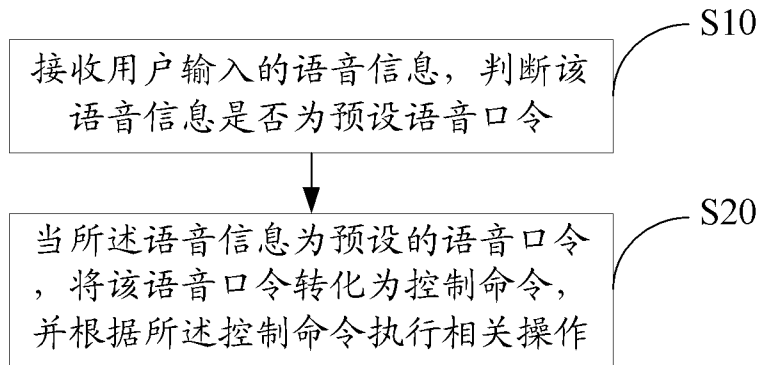 S10
接收用户输入的语音信息，判断该
语音信息是否为预设语音口令
S20
当所述语音信息为预设的语音口令
，将该语音口令转化为控制命令，
并根据所述控制命令执行相关操作